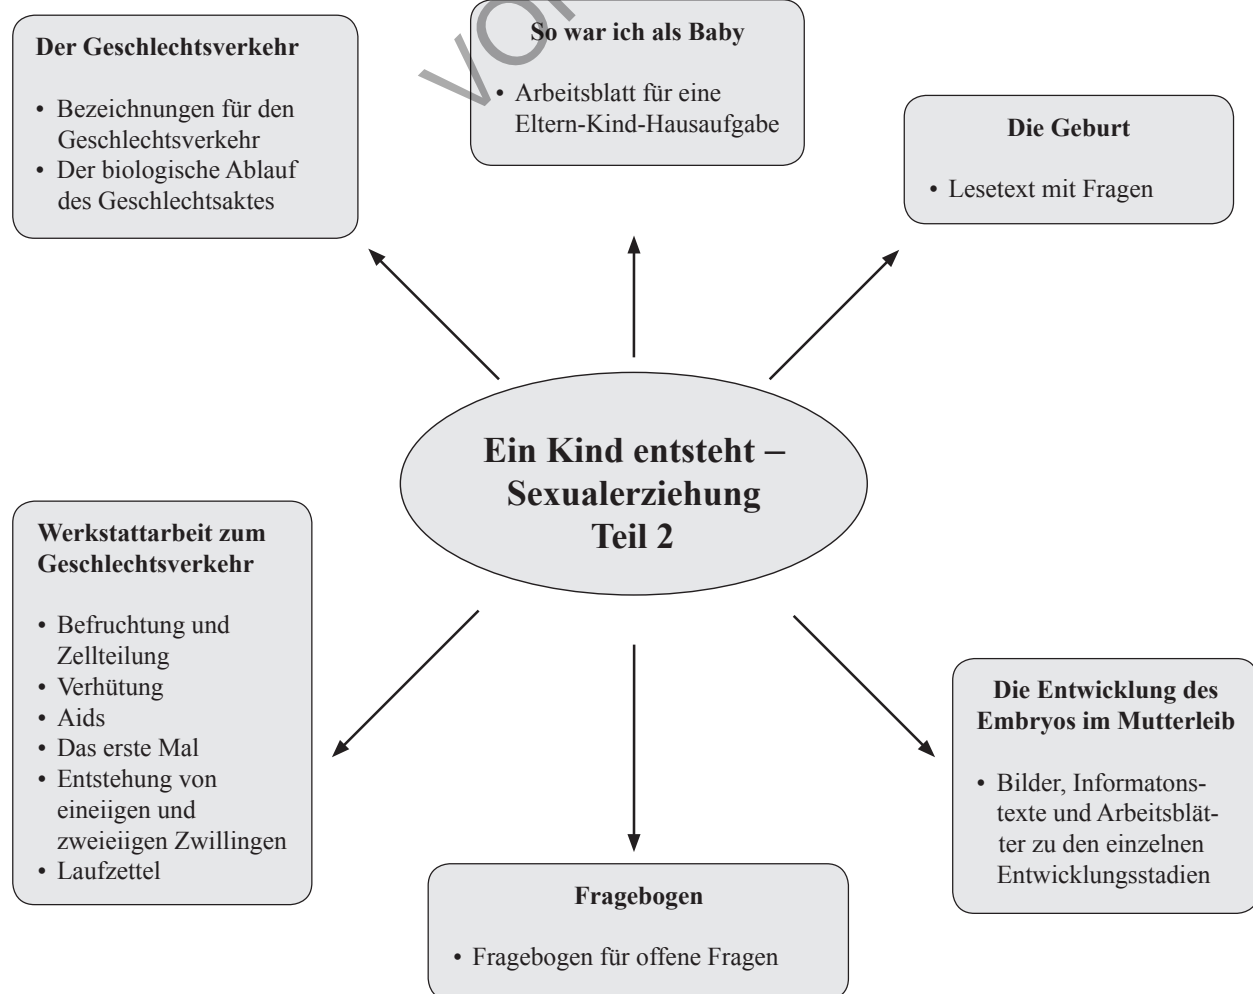 Der Geschlechtsverkehr
• Bezeichnungen für den
Geschlechtsverkehr
• Der biologische Ablauf
des Geschlechtsaktes
So war ich als Baby
• Arbeitsblatt für eine
Eltern-Kind-Hausaufgabe
Die Geburt
• Lesetext mit Fragen
Ein Kind entsteht –
Sexualerziehung
Teil 2
Werkstattarbeit zum
Geschlechtsverkehr
• Befruchtung und
Zellteilung
• Verhütung
• Aids
• Das erste Mal
• Entstehung von
eineiigen und
zweieiigen Zwillingen
• Laufzettel
Fragebogen
• Fragebogen für offene Fragen
Die Entwicklung des
Embryos im Mutterleib
• Bilder, Informatons-
texte und Arbeitsblät-
ter zu den einzelnen
Entwicklungsstadien